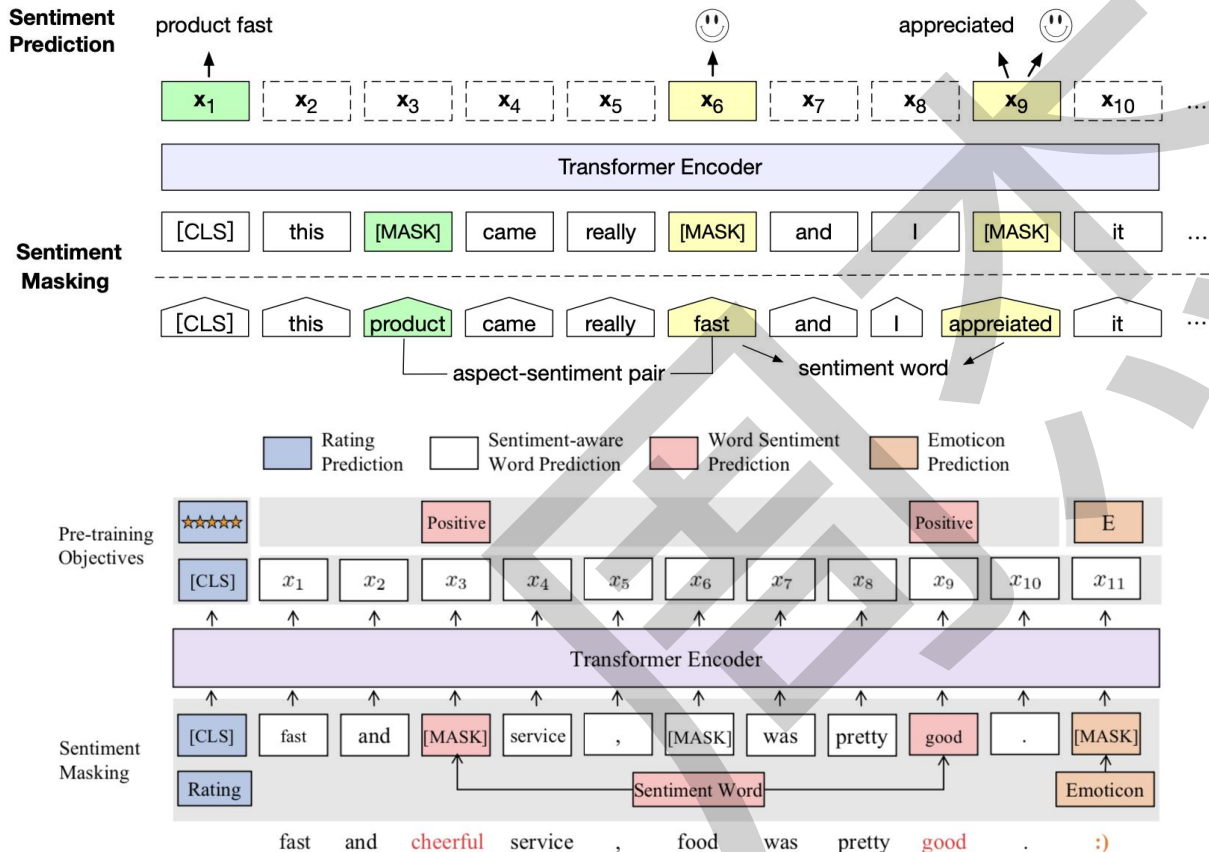 Sentiment Prediction
product fast
appreciated
x1 x2 x3 x4 x5 x6 x7 x8 x9 x10 ...
Transformer Encoder
Sentiment Masking
[CLS] this [MASK] came really [MASK] and I [MASK] it ...
[CLS] this product came really fast and I appreiated it ...
aspect-sentiment pair
sentiment word
Rating Prediction
Sentiment-aware Word Prediction
Word Sentiment Prediction
Emoticon Prediction
Pre-training Objectives
Positive Positive E
[CLS] x1 x2 x3 x4 x5 x6 x7 x8 x9 x10 x11
Transformer Encoder
Sentiment Masking
[CLS] fast and [MASK] service , [MASK] was pretty good . [MASK]
Rating Sentiment Word Emoticon
fast and cheerful service , food was pretty good . :)